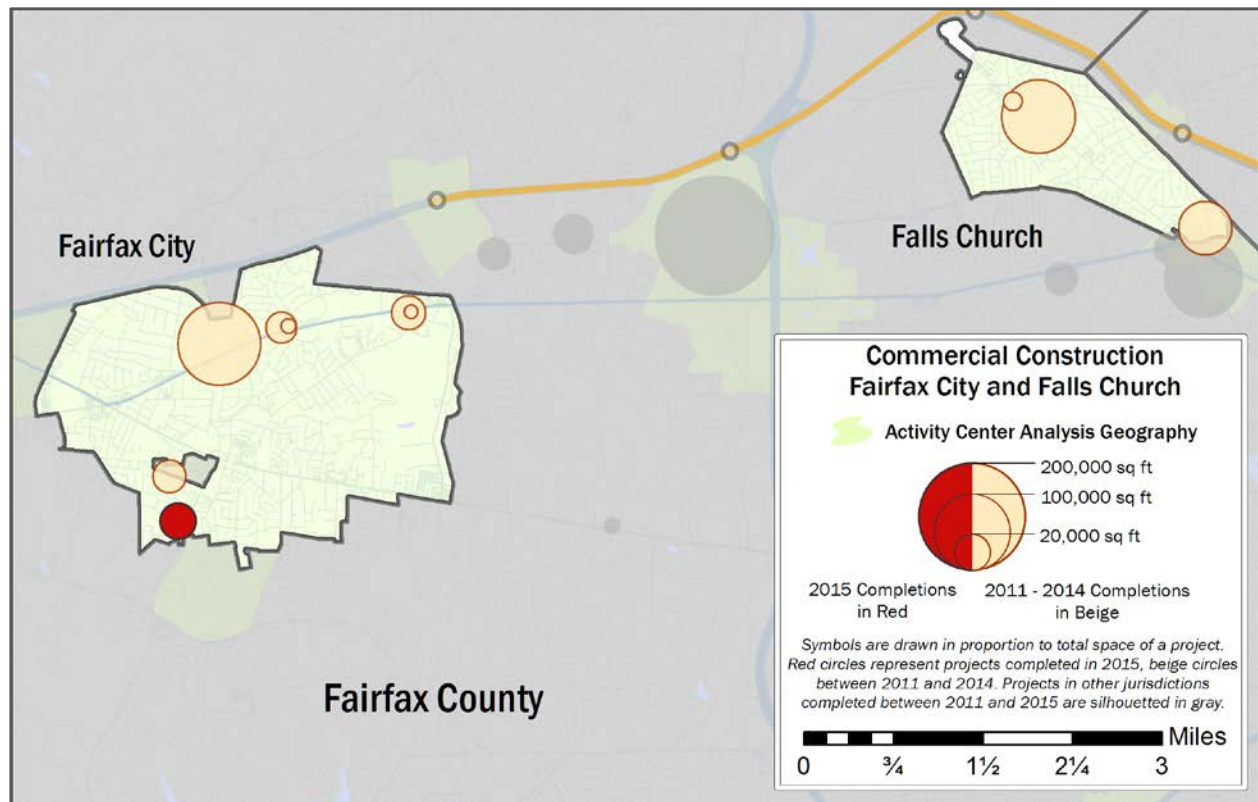 Fairfax City
Falls Church
Fairfax County
Commercial Construction
Fairfax City and Falls Church
Activity Center Analysis Geography
200,000 sq ft
100,000 sq ft
20,000 sq ft
2015 Completions
in Red
2011 - 2014 Completions
in Beige
Symbols are drawn in proportion to total space of a project.
Red circles represent projects completed in 2015, beige circles
between 2011 and 2014. Projects in other jurisdictions
completed between 2011 and 2015 are silhouetted in gray.
Miles
0 ¾ 1½ 2¼ 3